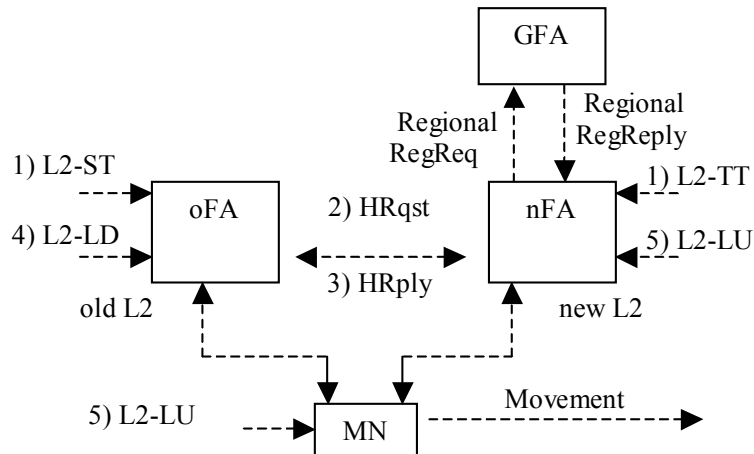 GFA
Regional
RegReq
Regional
RegReply
1) L2-ST
oFA
2) HRqst
nFA
1) L2-TT
4) L2-LD
3) HRply
5) L2-LU
old L2
new L2
5) L2-LU
MN
Movement